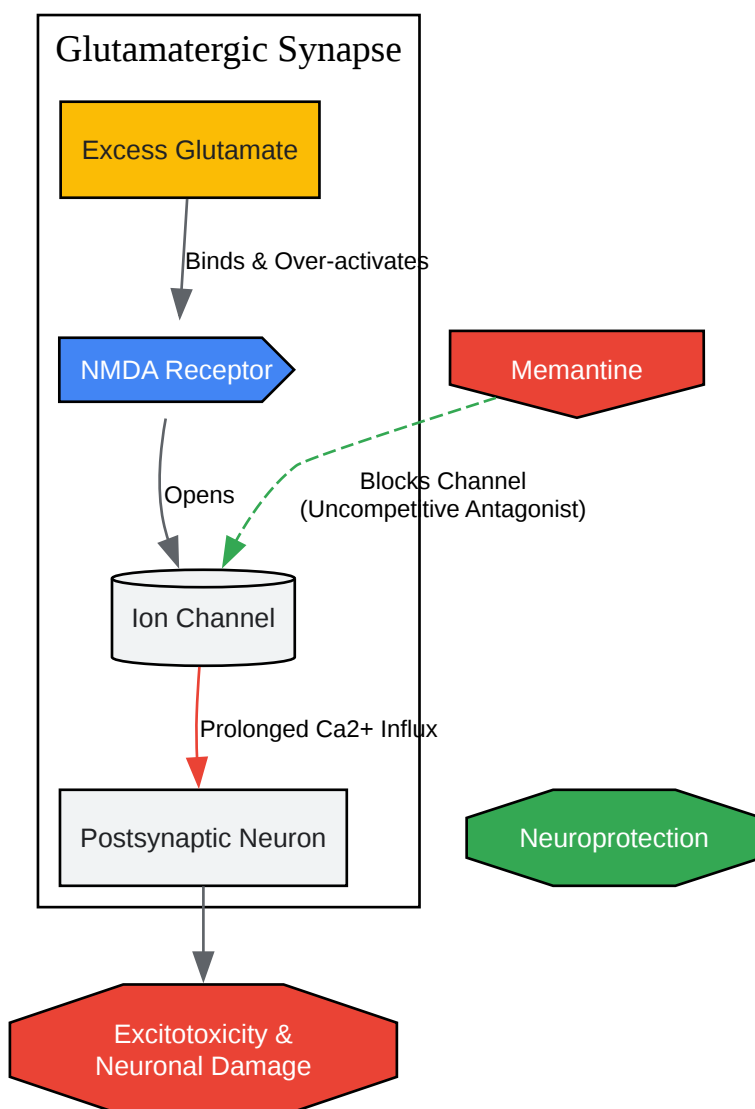 Glutamatergic Synapse
Excess Glutamate
Binds & Over-activates
NMDA Receptor
Memantine
Opens
Blocks Channel
(Uncompetitive Antagonist)
Ion Channel
Prolonged Ca2+ Influx
Postsynaptic Neuron
Neuroprotection
Excitotoxicity &
Neuronal Damage